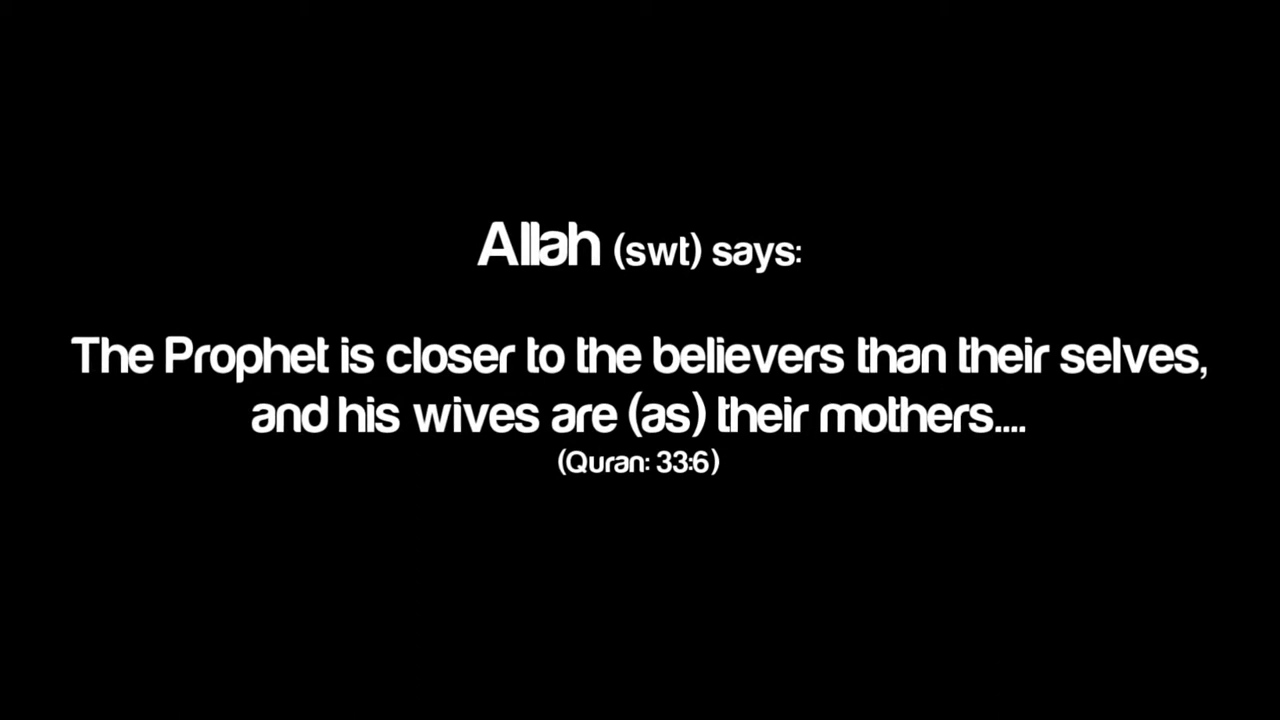 Allah (swt) says:
The Prophet is closer to the believers than their selves,
and his wives are (as) their mothers....
(Quran: 33:6)